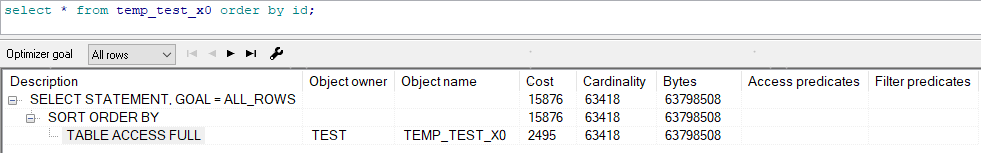 select * from temp_test_x0 order by id;
Optimizer goal All rows
Description Object owner Object name Cost Cardinality Bytes Access predicates Filter predicates
SELECT STATEMENT, GOAL = ALL_ROWS 15876 63418 63798508
SORT ORDER BY 15876 63418 63798508
TABLE ACCESS FULL TEST TEMP_TEST_X0 2495 63418 63798508